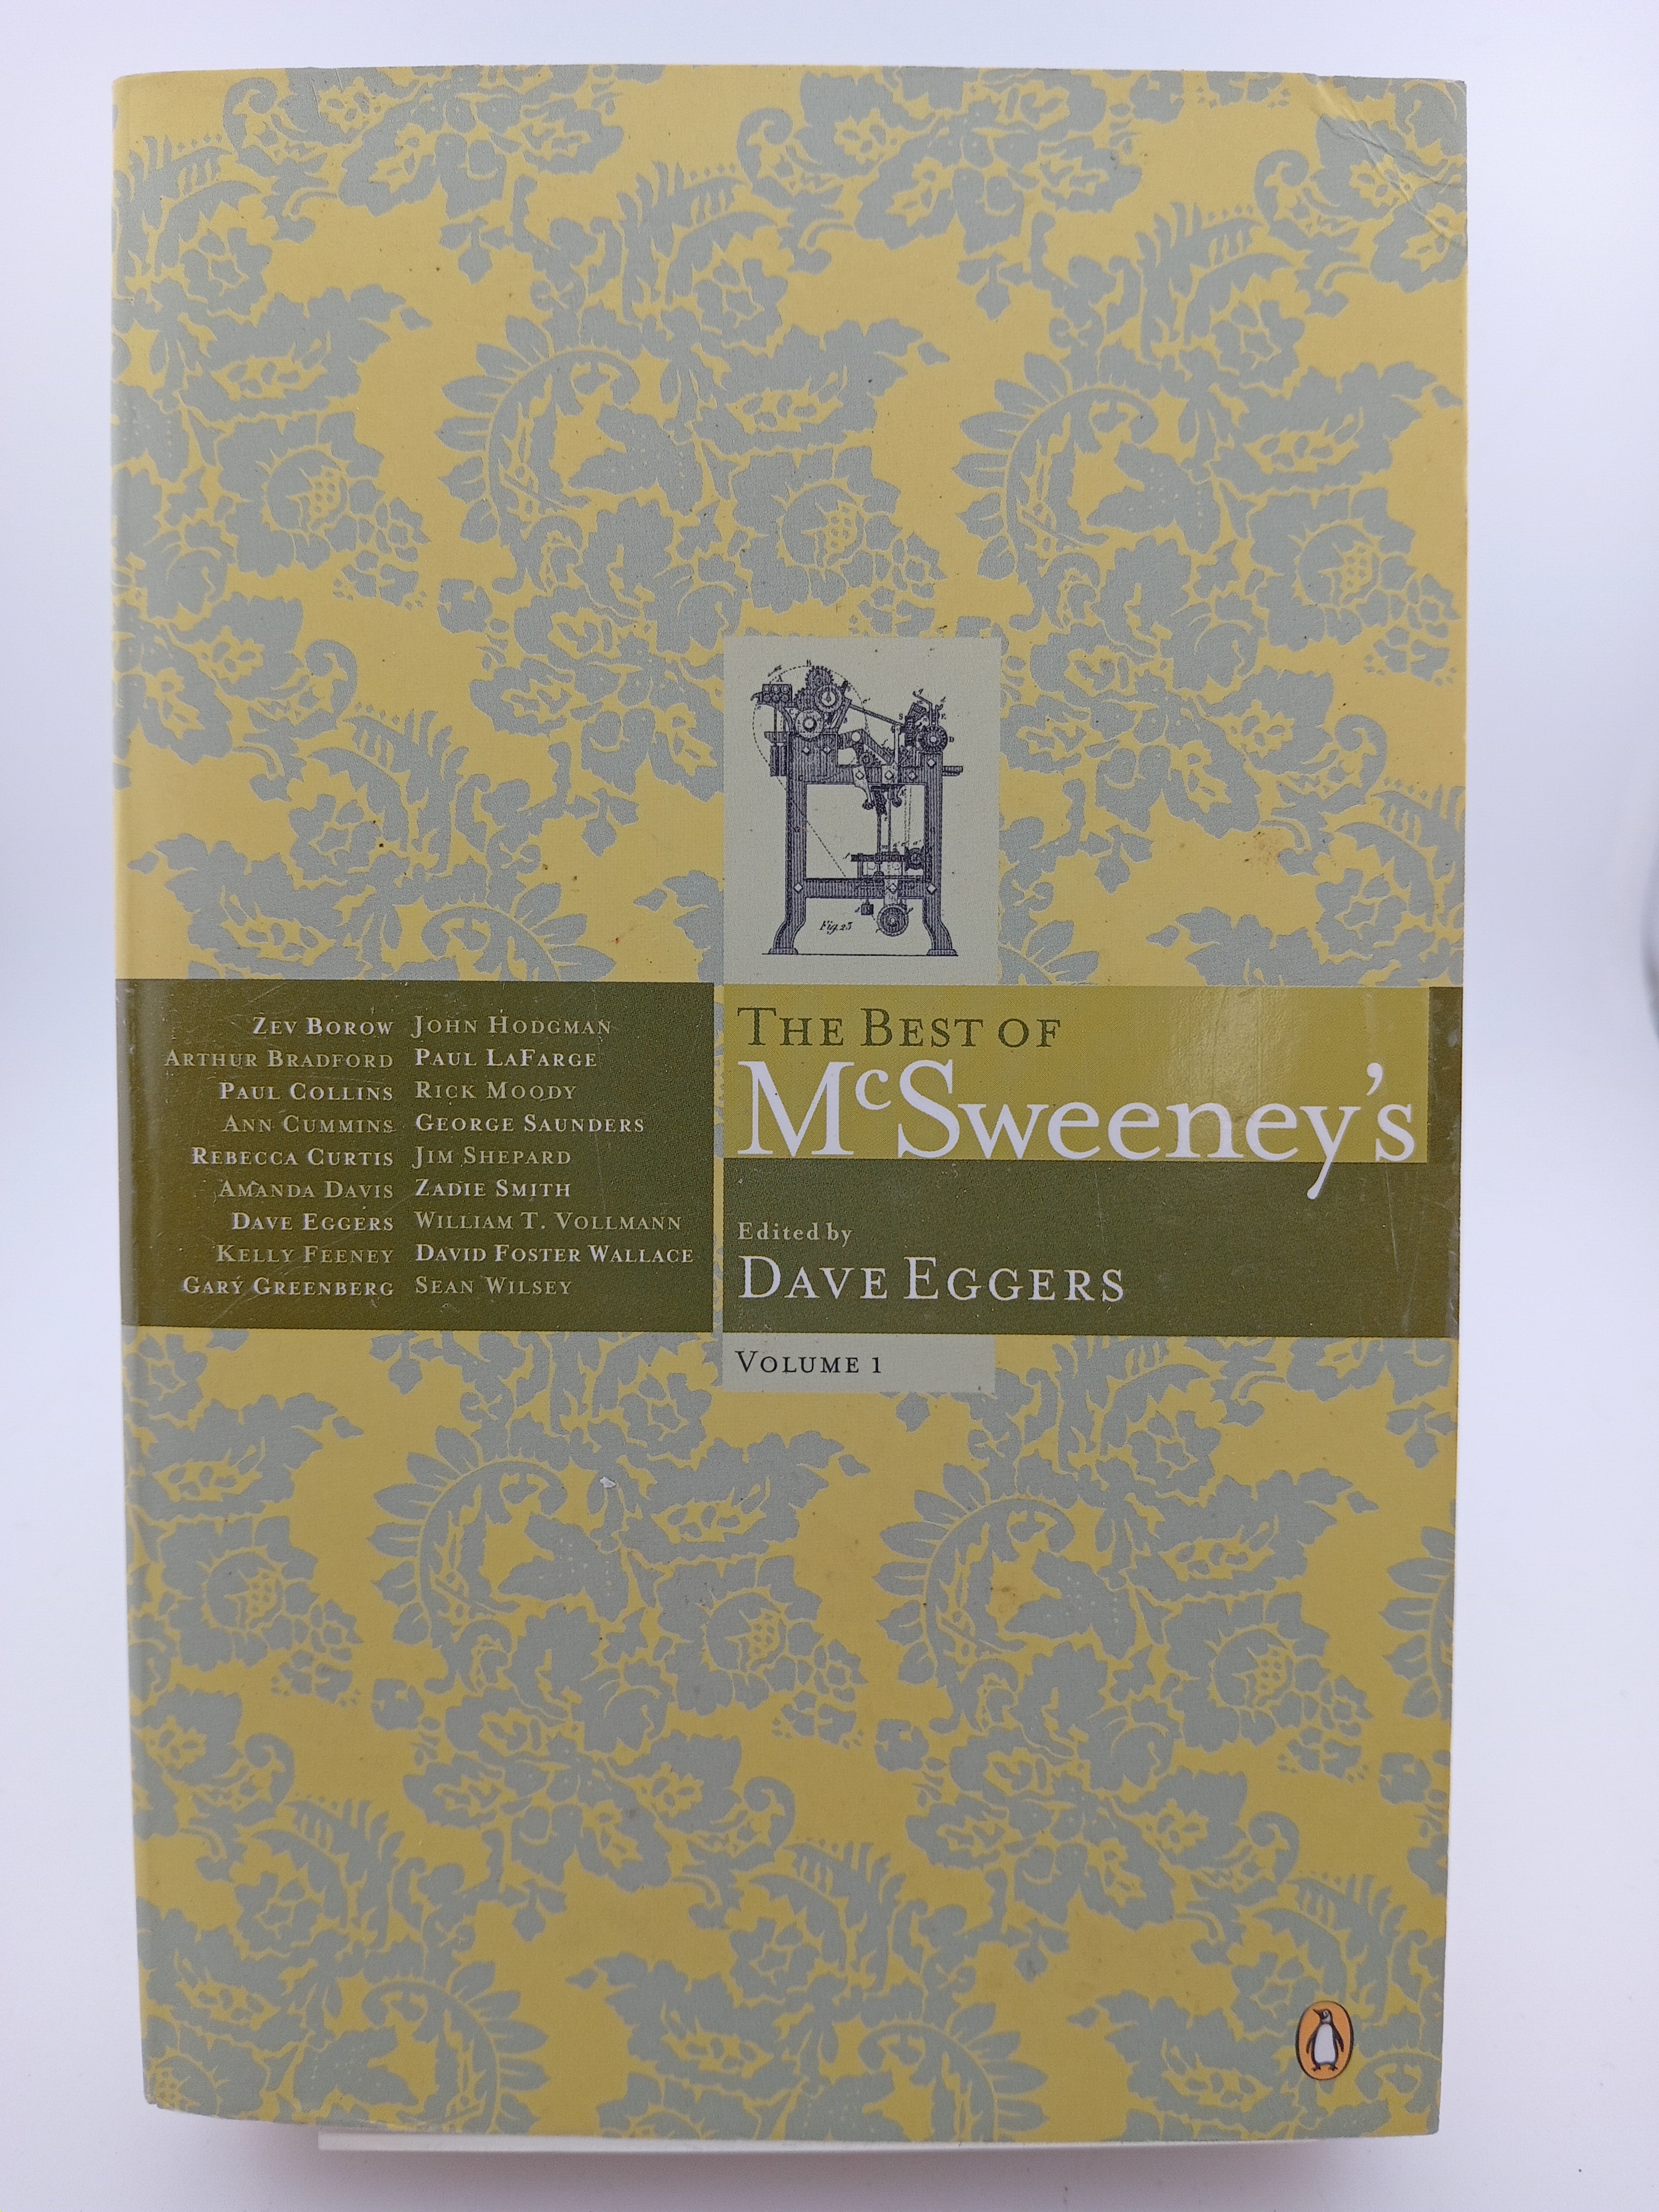 Fig.23
ZEV BOROW JOHN HODGMAN
ARTHUR BRADFORD PAUL LAFARGE
PAUL COLLINS RICK MOODY
ANN CUMMINS GEORGE SAUNDERS
REBECCA CURTIS JIM SHEPARD
AMANDA DAVIS ZADIE SMITH
DAVE EGGERS WILLIAM T. VOLLMANN
KELLY FEENEY DAVID FOSTER WALLACE
GARY GREENBERG SEAN WILSEY
THE BEST OF
McSWEENEY'S
Edited by
DAVE EGGERS
VOLUME 1